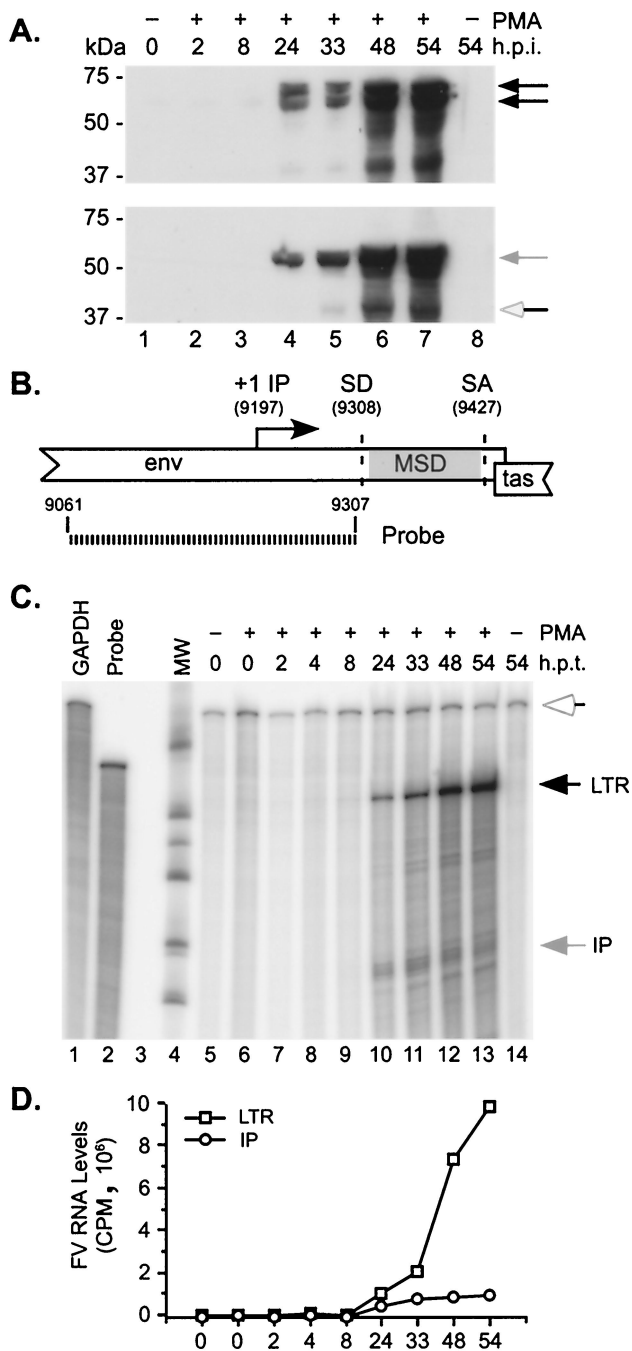 A.
– + + + + + + – PMA
kDa 0 2 8 24 33 48 54 54 h.p.i.
75 -
50 -
37 -
75 -
50 -
37 -
1 2 3 4 5 6 7 8
B.
+1 IP SD SA
(9197) (9308) (9427)
env MSD tas
9061 9307
Probe
C.
GAPDH Probe MW
– + + + + + + + + – PMA
0 0 2 4 8 24 33 48 54 54 h.p.t.
LTR
IP
1 2 3 4 5 6 7 8 9 10 11 12 13 14
D.
FV RNA Levels
(CPM, 10⁶)
10
8
6
4
2
0
LTR
IP
0 0 2 4 8 24 33 48 54